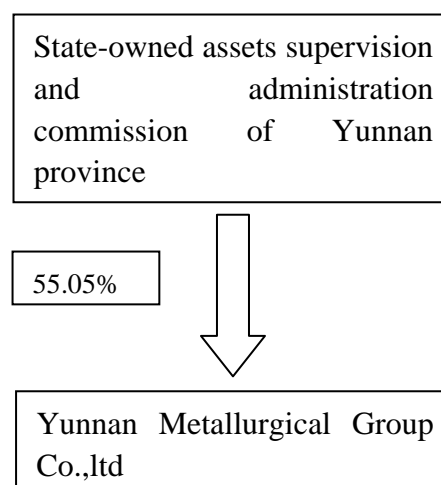 State-owned assets supervision
and administration
commission of Yunnan
province
55.05%
Yunnan Metallurgical Group
Co.,ltd